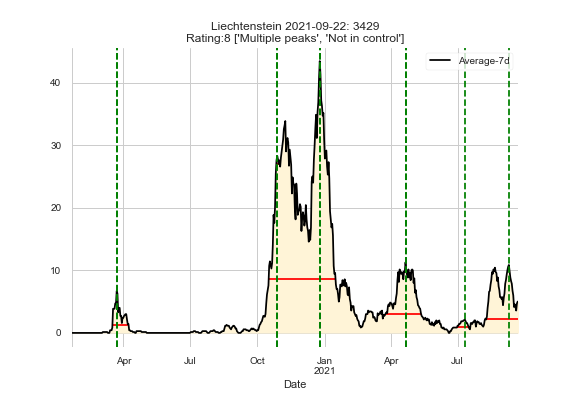 Liechtenstein 2021-09-22: 3429
Rating:8 ['Multiple peaks', 'Not in control']
Average-7d
40
30
20
10
0
Apr Jul Oct Jan Apr Jul
2021
Date